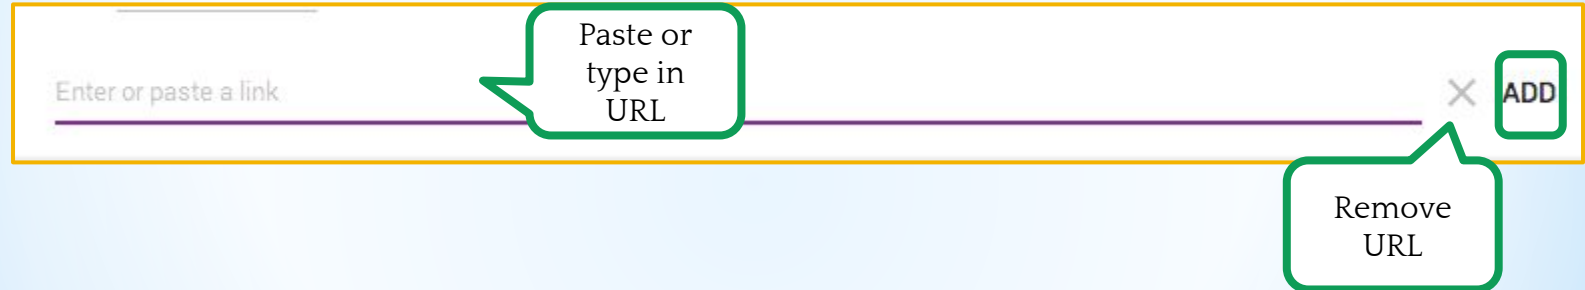 Paste or
type in
URL
Enter or paste a link
ADD
Remove
URL